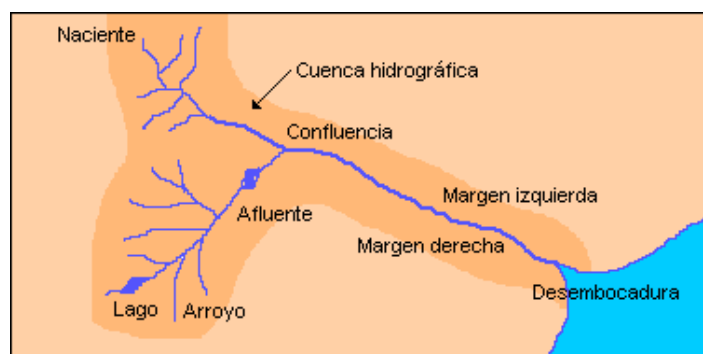 Naciente
Cuenca hidrográfica
Confluencia
Margen izquierda
Afluente
Margen derecha
Desembocadura
Lago
Arroyo